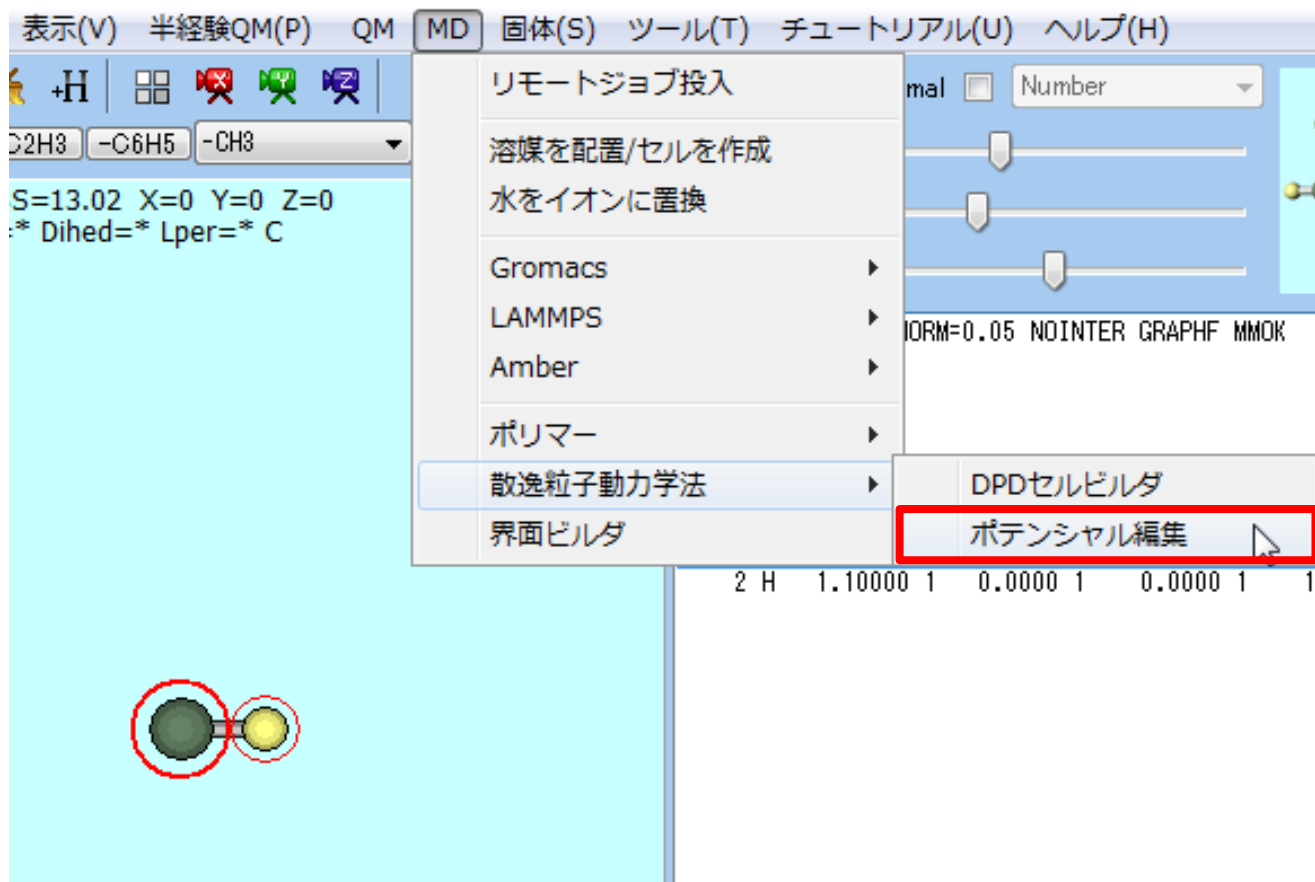 表示(V) 半経験QM(P) QM MD 固体(S) ツール(T) チュートリアル(U) ヘルプ(H)
+H X Y Z
リモートジョブ投入
mal Number
C2H3 -C6H5 -CH3
溶媒を配置/セルを作成
水をイオンに置換
S=13.02 X=0 Y=0 Z=0
=* Dihed=* Lper=* C
Gromacs
LAMMPS
NORM=0.05 NOINTER GRAPHF MMOK
Amber
ポリマー
散逸粒子動力学法
DPDセルビルダ
界面ビルダ
ポテンシャル編集
2 H 1.10000 1 0.0000 1 0.0000 1 1